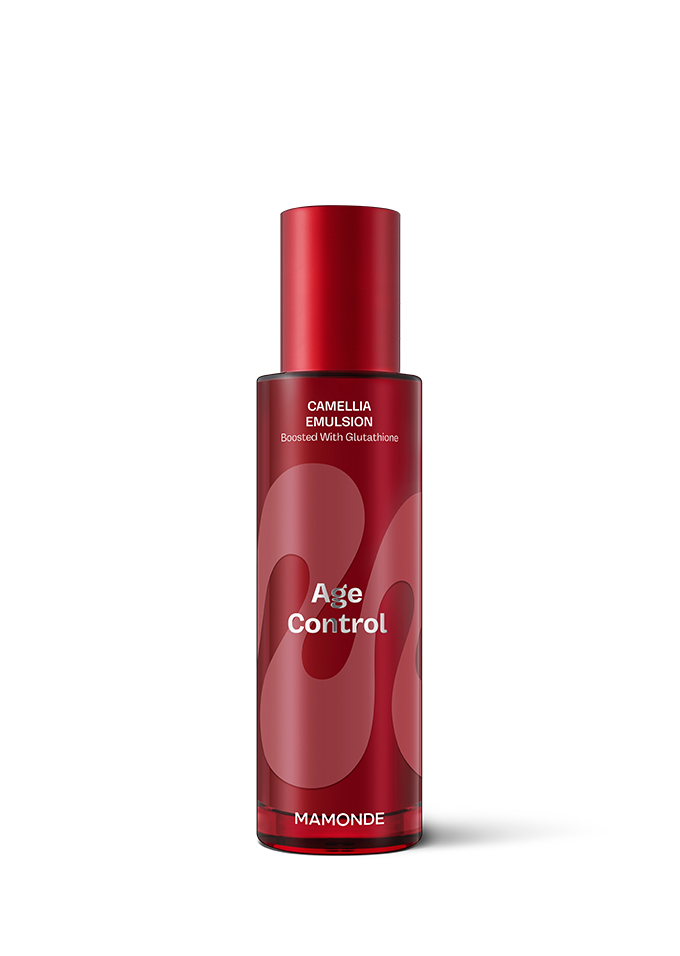 CAMELLIA
EMULSION
Boosted With Glutathione
Age
Control
MAMONDE